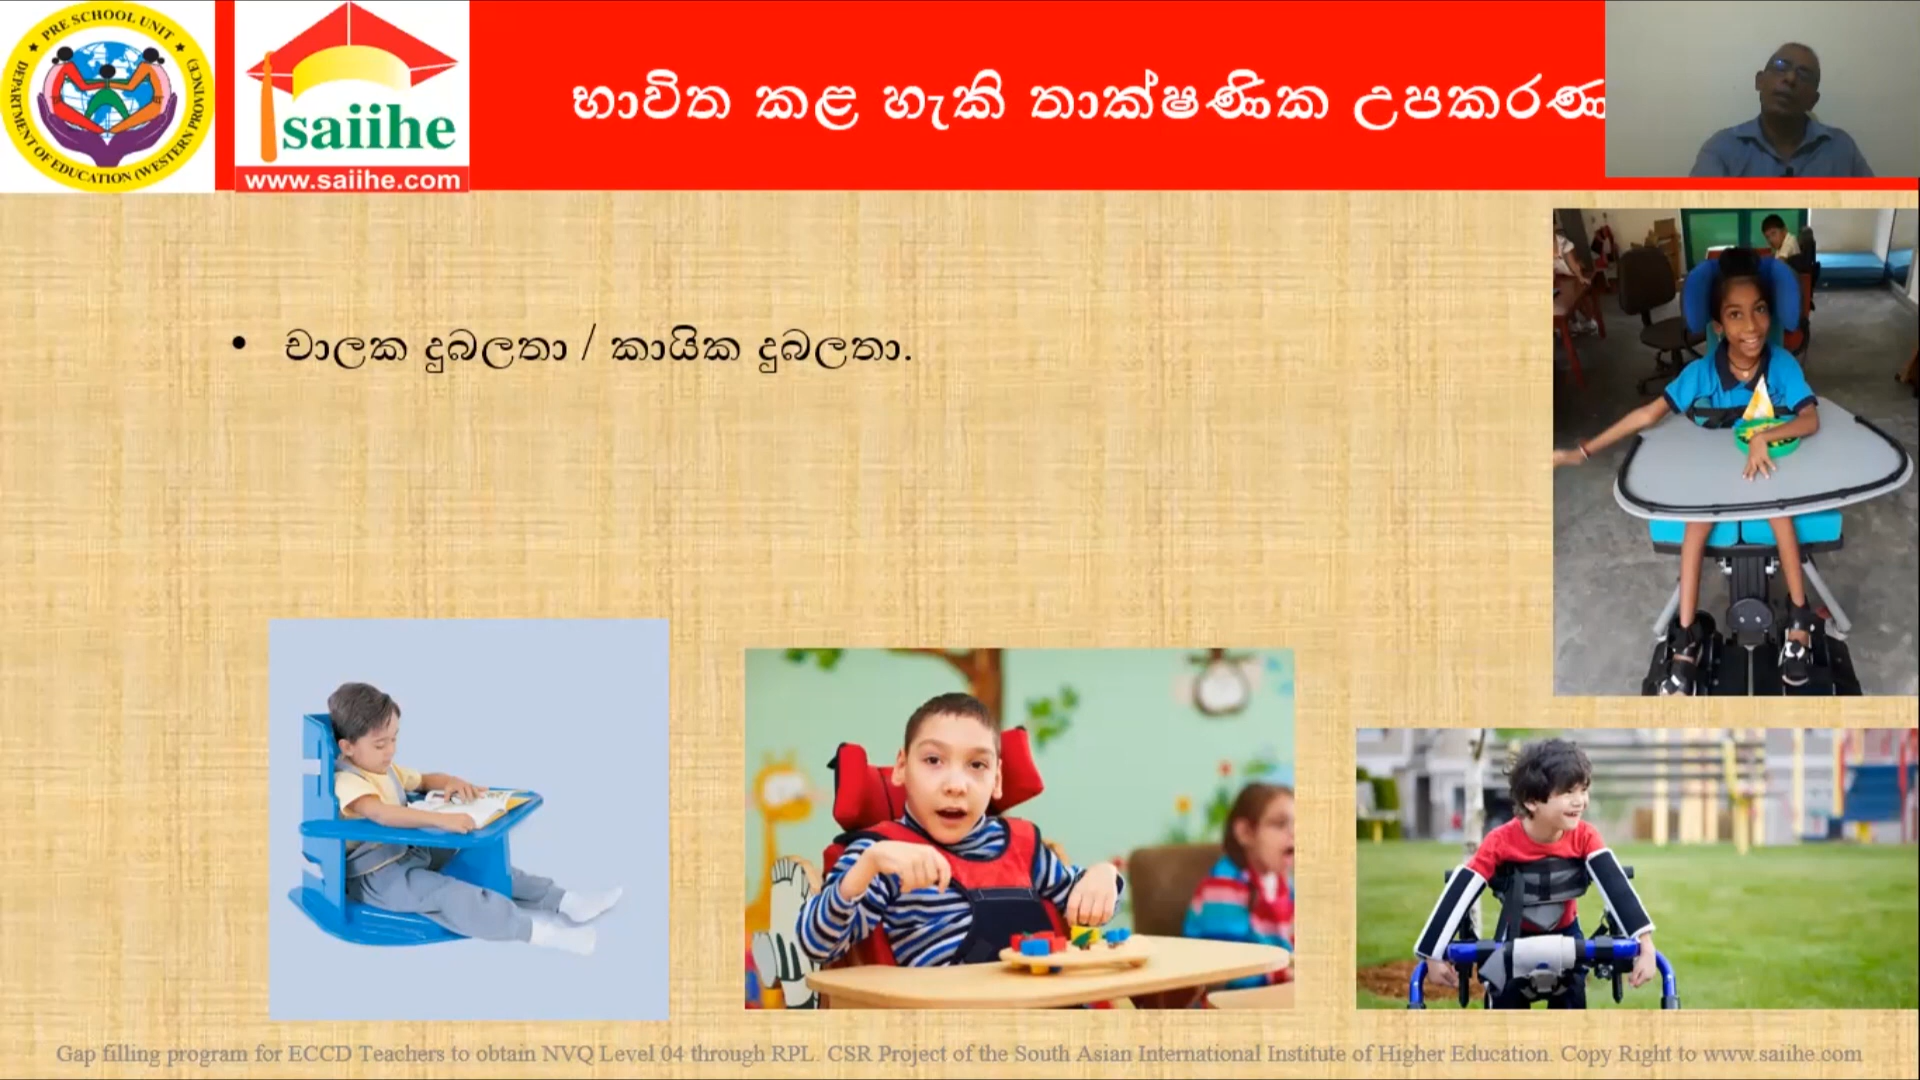 PRE SCHOOL UNIT
DEPARTMENT OF EDUCATION (WESTERN PROVINCE)
saiihe
www.saiihe.com
භාවිත කළ හැකි තාක්ෂණික උපකරණ
• චාලක දුබලතා / කායික දුබලතා.
Gap filling program for ECCD Teachers to obtain NVQ Level 04 through RPL. CSR Project of the South Asian International Institute of Higher Education. Copy Right to www.saiihe.com